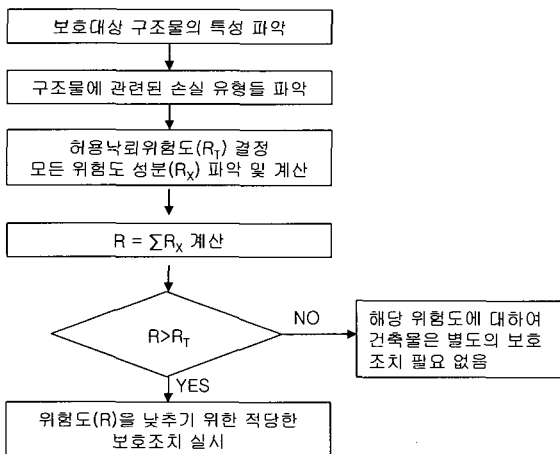 보호대상 구조물의 특성 파악
구조물에 관련된 손실 유형들 파악
허용낙뢰위험도(R_T) 결정
모든 위험도 성분(R_X) 파악 및 계산
R = ∑R_X 계산
R>R_T
NO
해당 위험도에 대하여
건축물은 별도의 보호
조치 필요 없음
YES
위험도(R)을 낮추기 위한 적당한
보호조치 실시